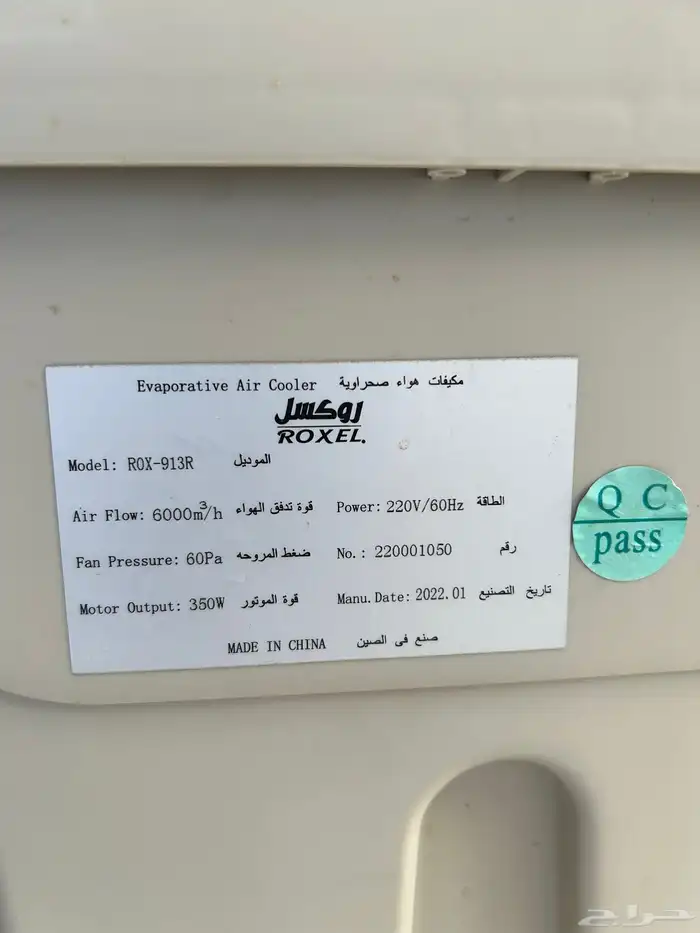 Evaporative Air Cooler مكيفات هواء صحراوية
روكسل
ROXEL.
Model: ROX-913R الموديل
Air Flow: 6000m³/h قوة تدفق الهواء Power: 220V/60Hz الطاقة
Fan Pressure: 60Pa ضغط المروحه No.: 220001050 رقم
Motor Output: 350W قوة الموتور Manu.Date: 2022.01 تاريخ التصنيع
MADE IN CHINA صنع فى الصين
QC
pass
حراج